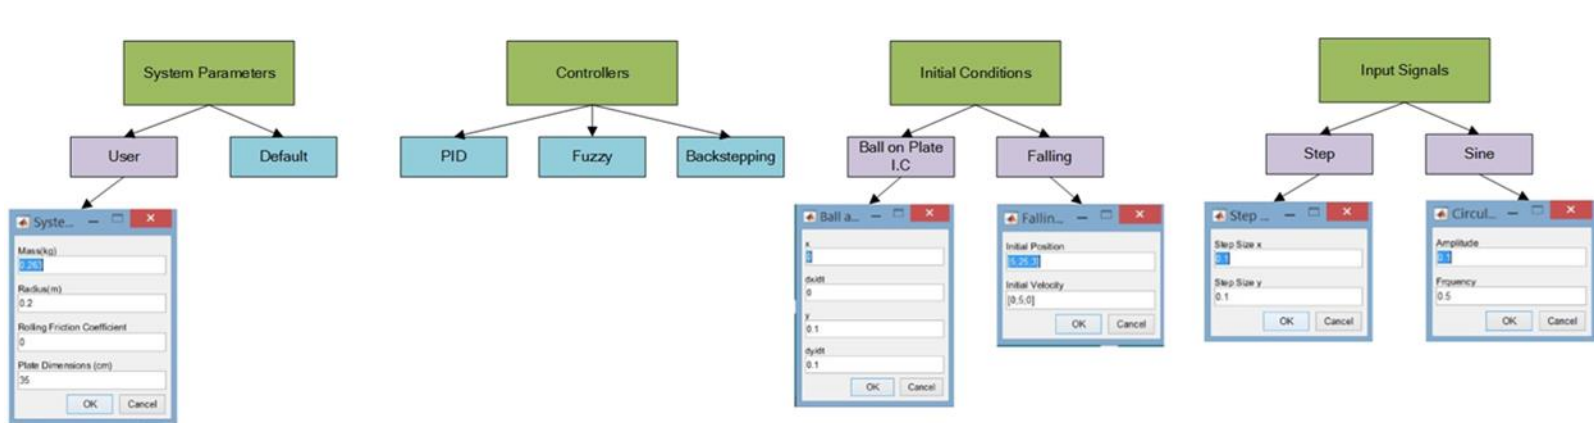 System Parameters
User
Default
Syste...
Mass(kg)
0.263
Radius(m)
0.2
Rolling Friction Coefficient
0
Plate Dimensions (cm)
35
OK Cancel
Controllers
PID
Fuzzy
Backstepping
Initial Conditions
Ball on Plate
I.C
Falling
Ball a...
x
0
dx/dt
0
y
0.1
dy/dt
0.1
OK Cancel
Fallin...
Initial Position
Initial Velocity
[0;5;0]
OK Cancel
Input Signals
Step
Sine
Step ...
Step Size x
0.1
Step Size y
0.1
OK Cancel
Circul...
Amplitude
0.1
Frquency
0.5
OK Cancel